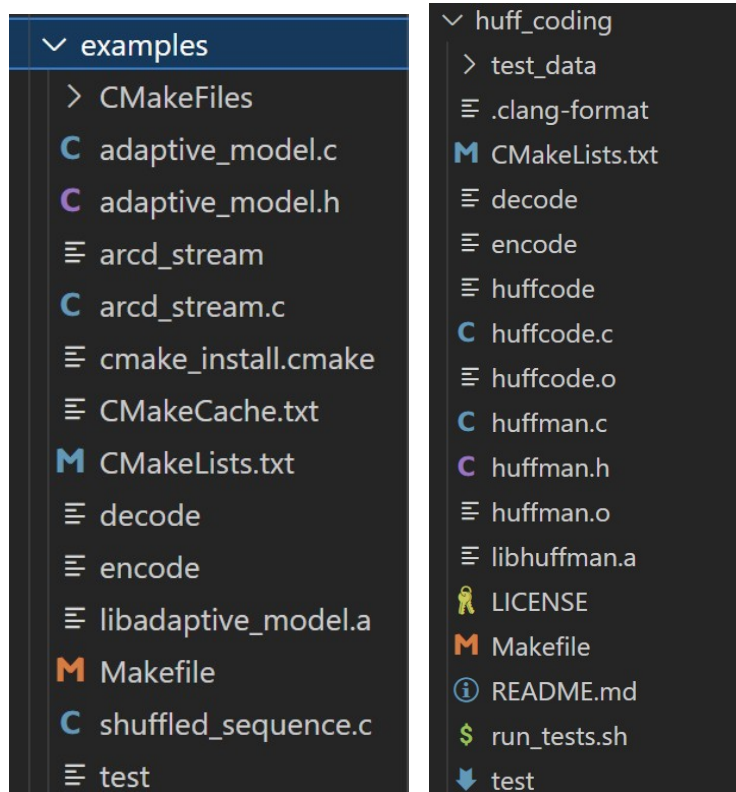 examples
CMakeFiles
C adaptive_model.c
C adaptive_model.h
arcd_stream
C arcd_stream.c
cmake_install.cmake
CMakeCache.txt
M CMakeLists.txt
decode
encode
libadaptive_model.a
M Makefile
C shuffled_sequence.c
test
huff_coding
test_data
.clang-format
M CMakeLists.txt
decode
encode
huffcode
C huffcode.c
huffcode.o
C huffman.c
C huffman.h
huffman.o
libhuffman.a
LICENSE
M Makefile
README.md
$ run_tests.sh
test